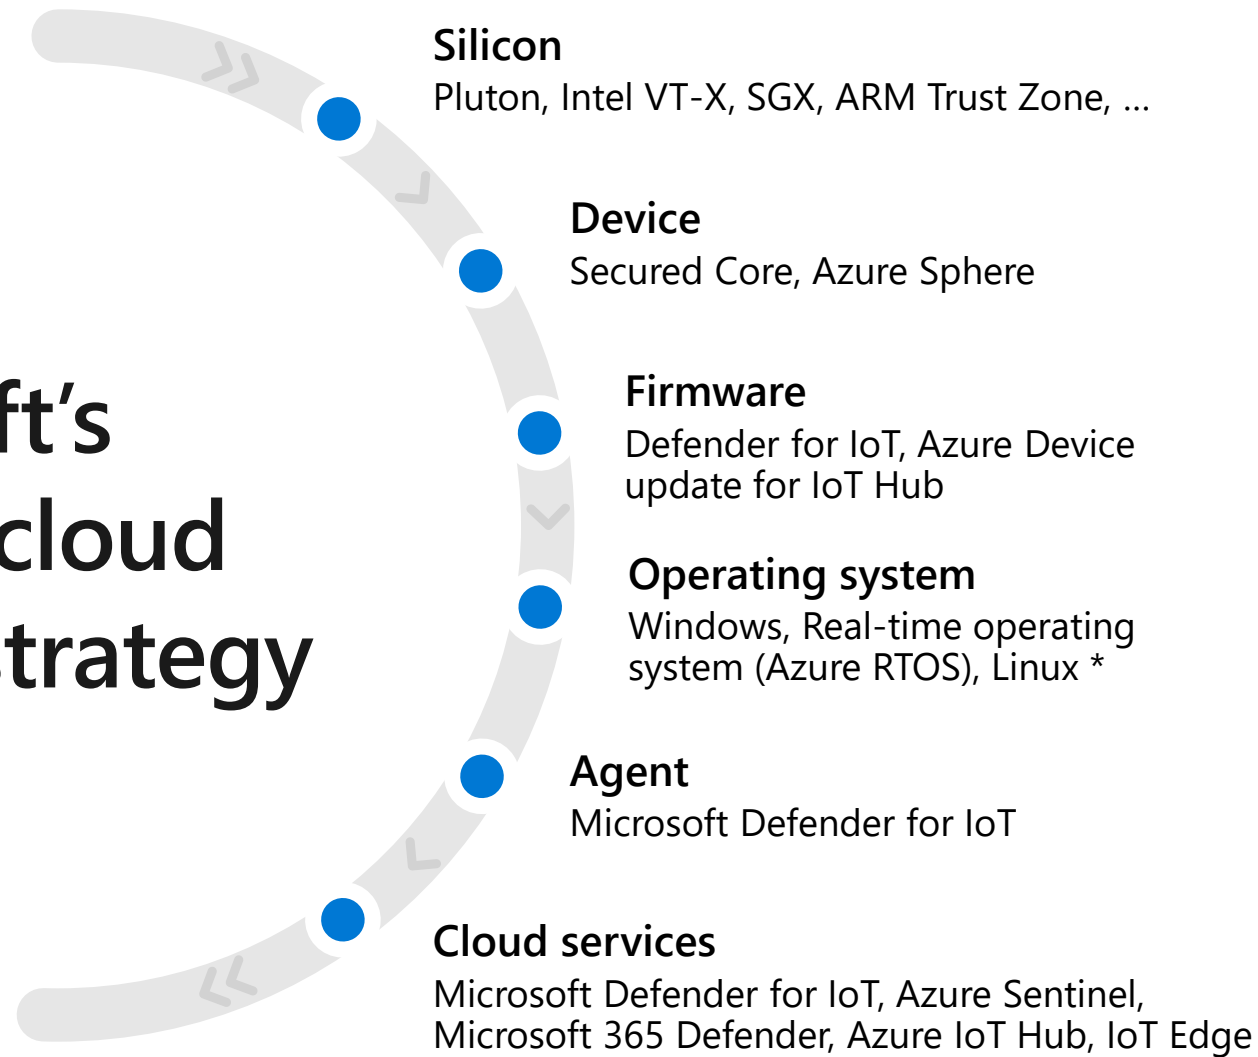 Silicon
Pluton, Intel VT-X, SGX, ARM Trust Zone, ...
Device
Secured Core, Azure Sphere
Firmware
Defender for IoT, Azure Device
update for IoT Hub
ft’s
cloud
strategy
Operating system
Windows, Real-time operating
system (Azure RTOS), Linux *
Agent
Microsoft Defender for IoT
Cloud services
Microsoft Defender for IoT, Azure Sentinel,
Microsoft 365 Defender, Azure IoT Hub, IoT Edge